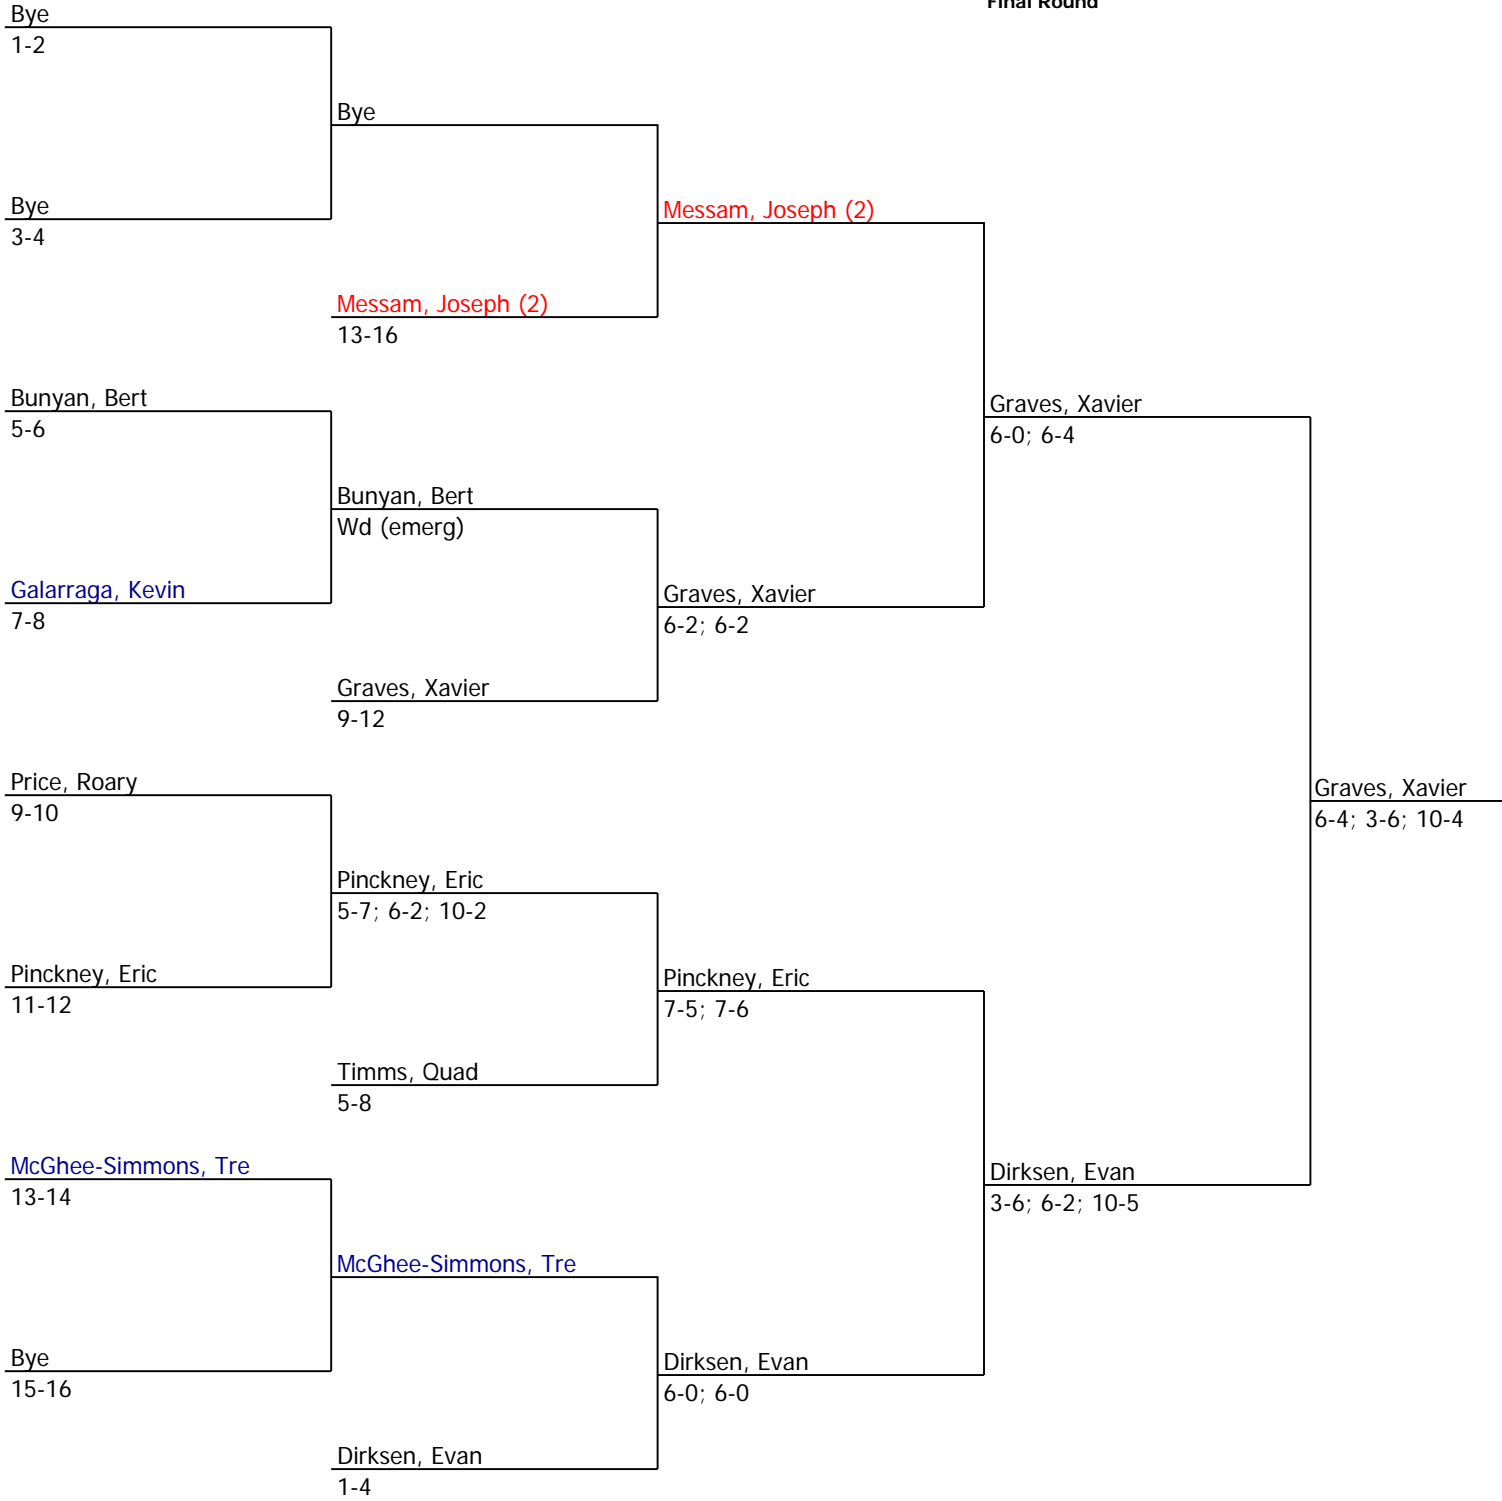 Final Round
Bye
1-2
Bye
Bye
3-4
Messam, Joseph (2)
Messam, Joseph (2)
13-16
Bunyan, Bert
5-6
Graves, Xavier
6-0; 6-4
Bunyan, Bert
Wd (emerg)
Galarraga, Kevin
7-8
Graves, Xavier
6-2; 6-2
Graves, Xavier
9-12
Price, Roary
9-10
Graves, Xavier
6-4; 3-6; 10-4
Pinckney, Eric
5-7; 6-2; 10-2
Pinckney, Eric
11-12
Pinckney, Eric
7-5; 7-6
Timms, Quad
5-8
McGhee-Simmons, Tre
13-14
Dirksen, Evan
3-6; 6-2; 10-5
McGhee-Simmons, Tre
Bye
15-16
Dirksen, Evan
6-0; 6-0
Dirksen, Evan
1-4